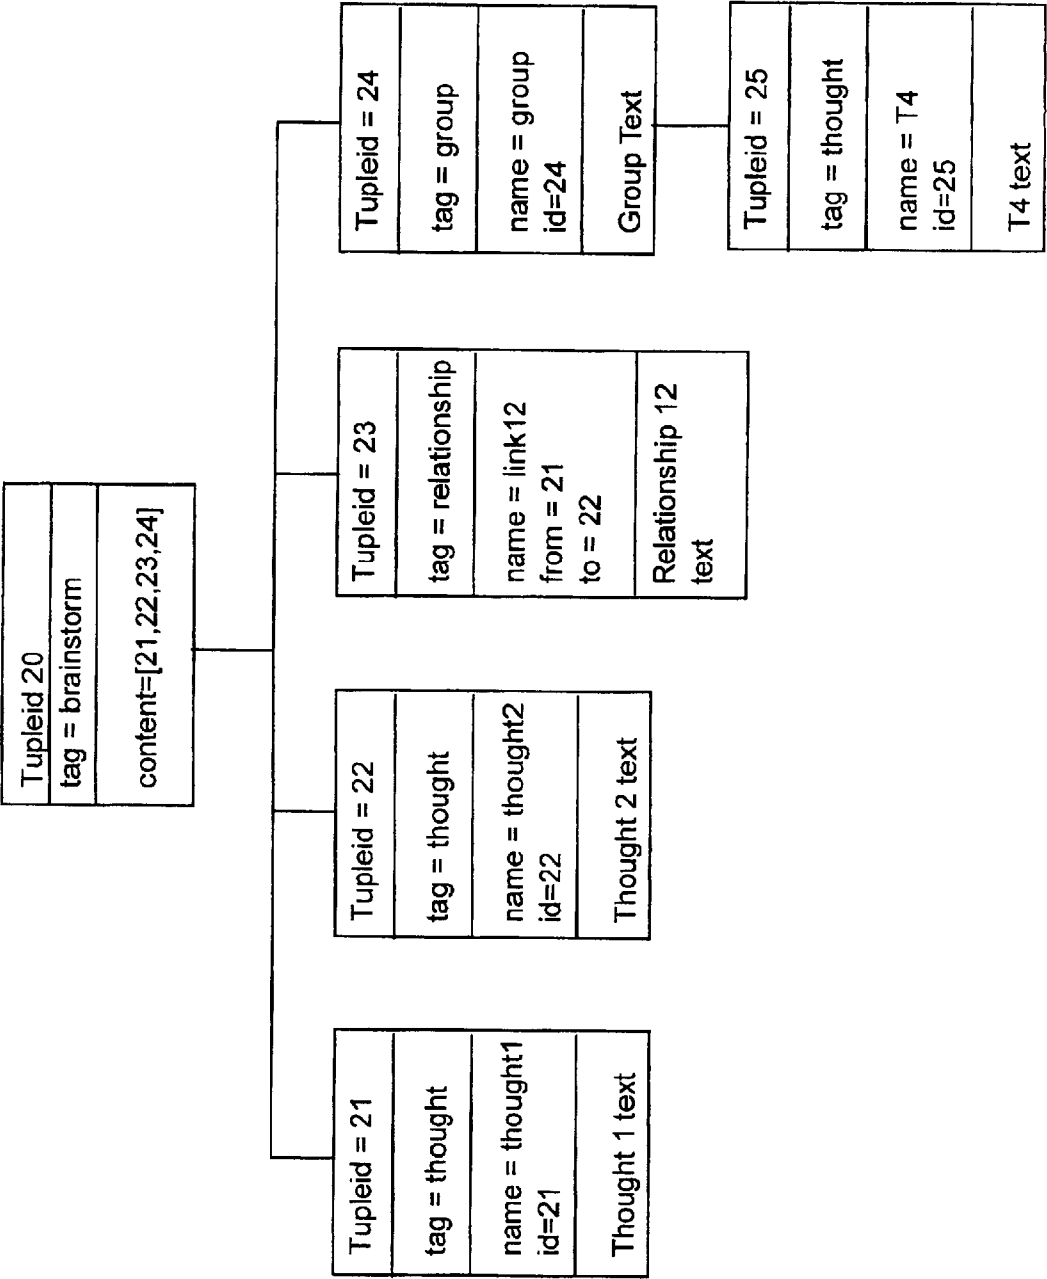 Tupleid 20
tag = brainstorm
content=[21,22,23,24]
Tupleid = 21
tag = thought
name = thought1
id=21
Thought 1 text
Tupleid = 22
tag = thought
name = thought2
id=22
Thought 2 text
Tupleid = 23
tag = relationship
name = link12
from = 21
to = 22
Relationship 12
text
Tupleid = 24
tag = group
name = group
id=24
Group Text
Tupleid = 25
tag = thought
name = T4
id=25
T4 text